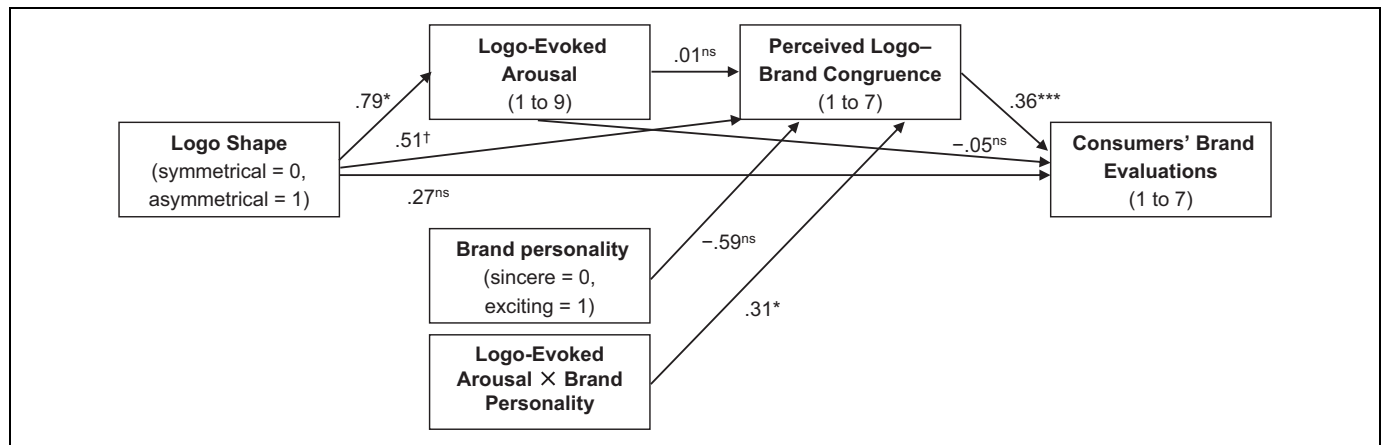 Logo-Evoked
Arousal
(1 to 9)
.01ns
Perceived Logo–
Brand Congruence
(1 to 7)
.79*
.36***
Logo Shape
(symmetrical = 0,
asymmetrical = 1)
.51†
−.05ns
Consumers’ Brand
Evaluations
(1 to 7)
.27ns
Brand personality
(sincere = 0,
exciting = 1)
−.59ns
.31*
Logo-Evoked
Arousal × Brand
Personality